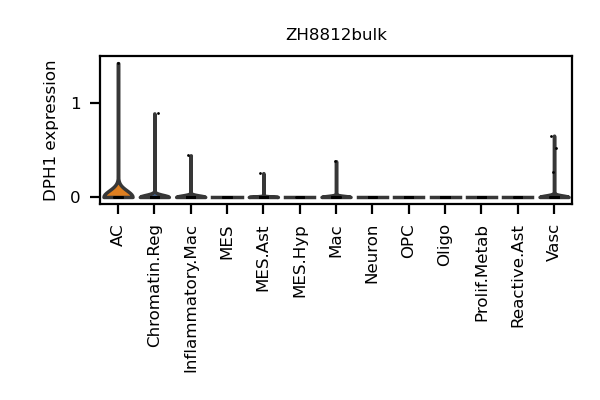 ZH8812bulk
DPH1 expression
1
0
AC
Chromatin.Reg
Inflammatory.Mac
MES
MES.Ast
MES.Hyp
Mac
Neuron
OPC
Oligo
Prolif.Metab
Reactive.Ast
Vasc